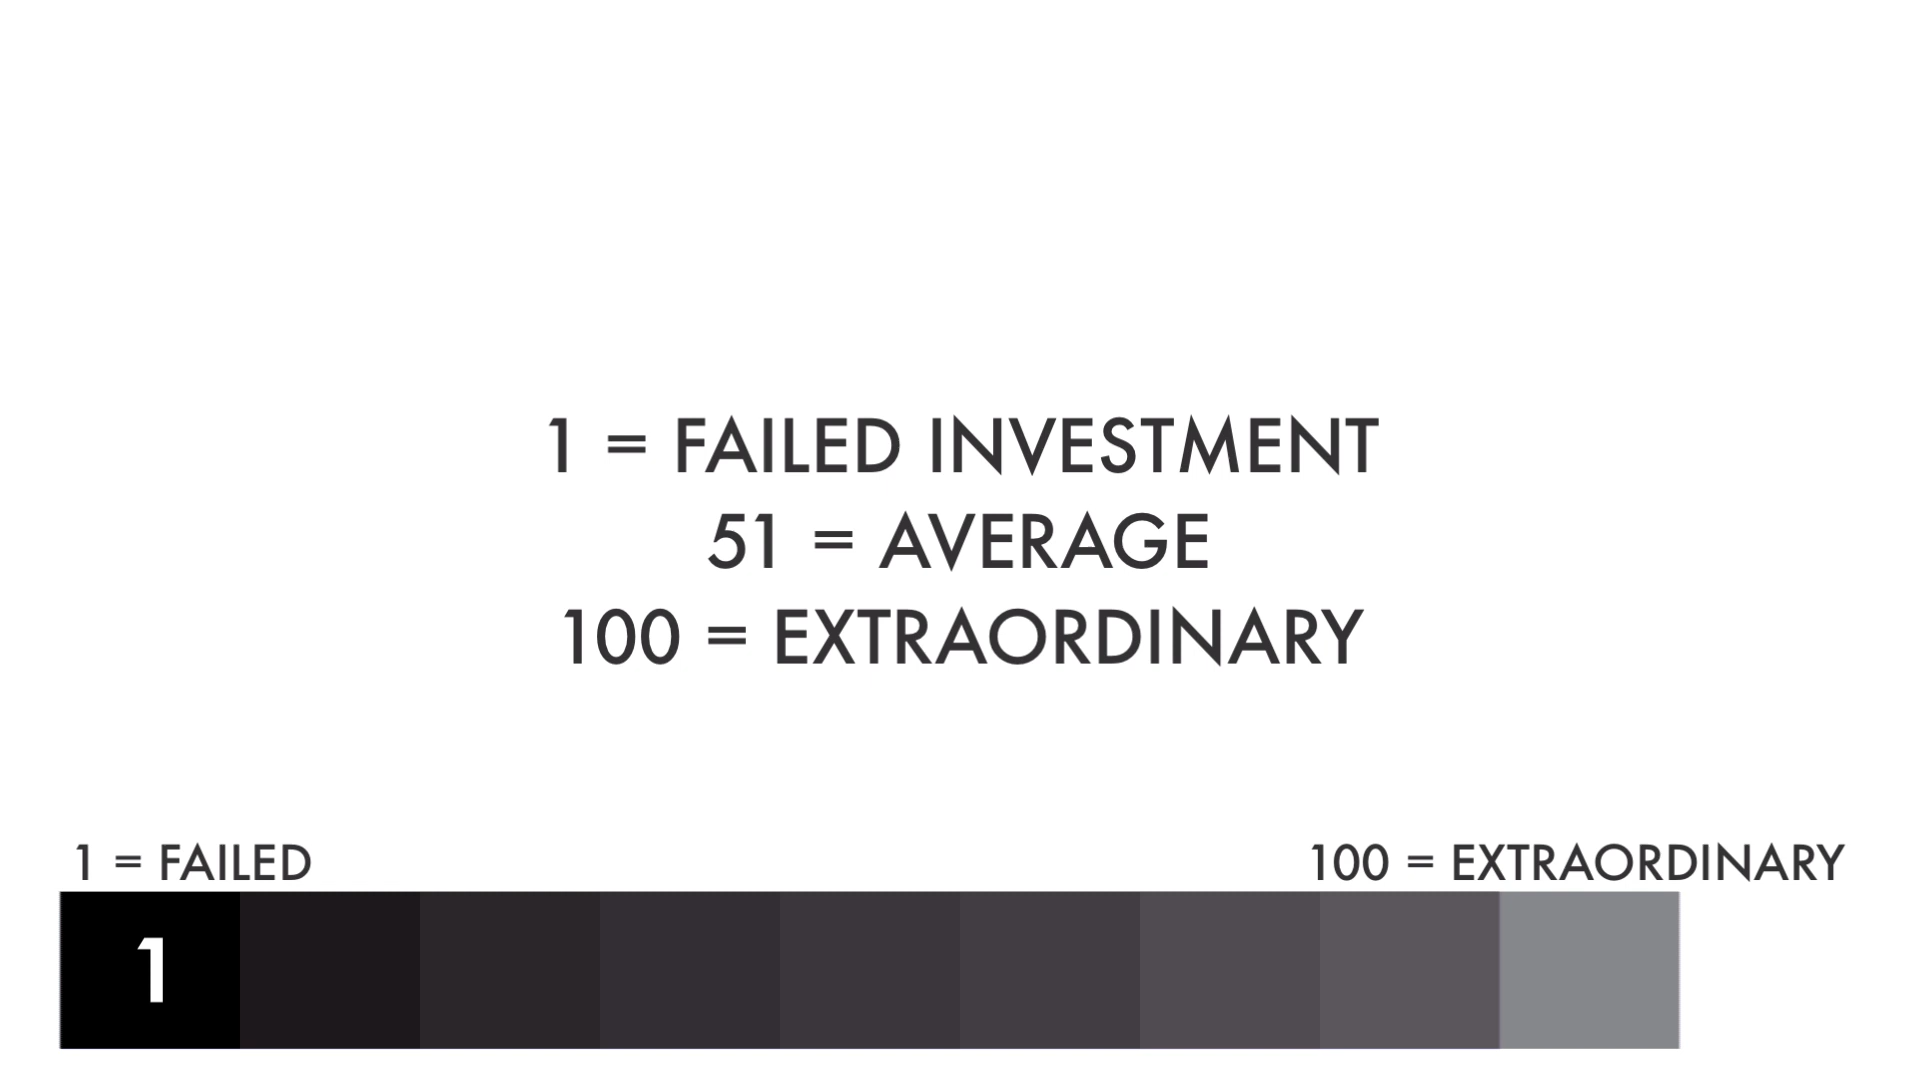 1 = FAILED INVESTMENT
51 = AVERAGE
100 = EXTRAORDINARY
1 = FAILED
100 = EXTRAORDINARY
1